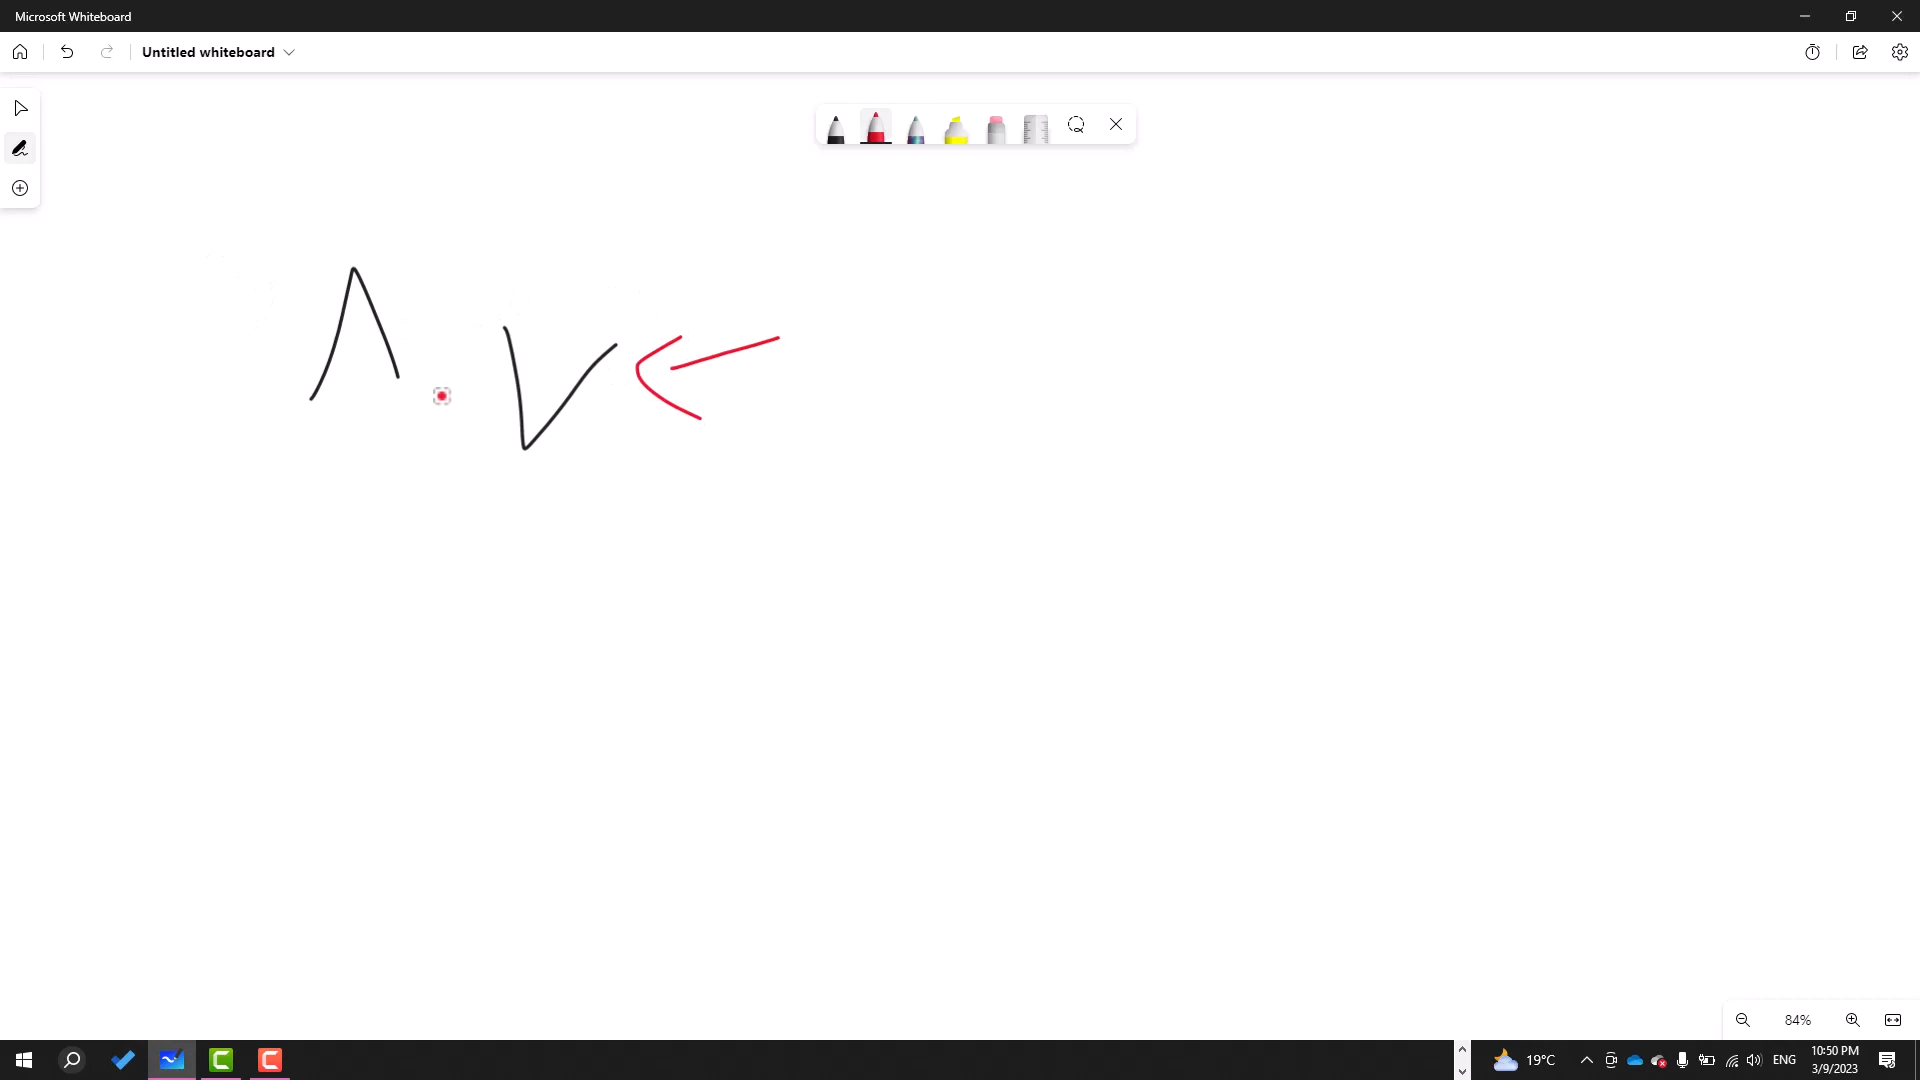 Microsoft Whiteboard
Untitled whiteboard
Λ V
84%
19°C
ENG
10:50 PM
3/9/2023